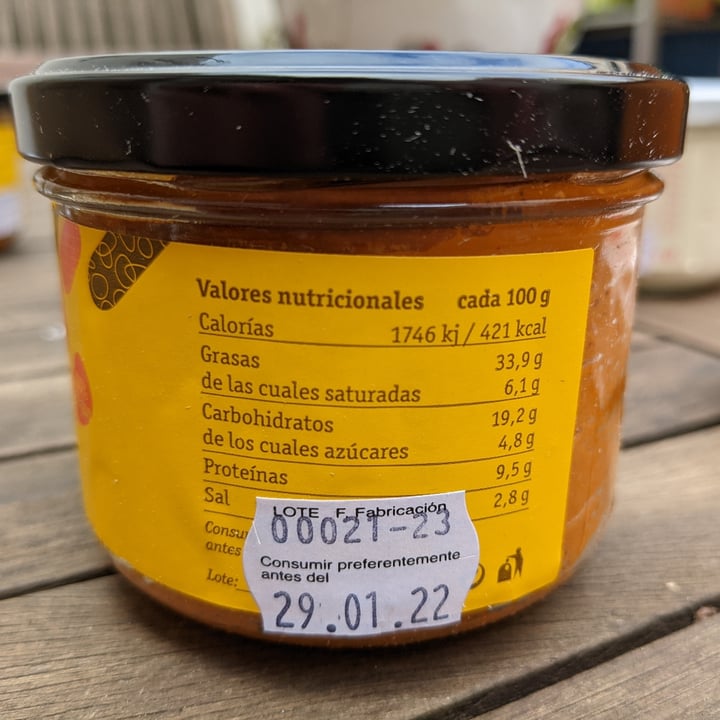 Valores nutricionales cada 100 g
Calorías 1746 kj / 421 kcal
Grasas 33,9 g
de las cuales saturadas 6,1 g
Carbohidratos 19,2 g
de los cuales azúcares 4,8 g
Proteínas 9,5 g
Sal 2,8 g
antes
Lote:
LOTE F. Fabricación
00021-23
Consumir preferentemente
antes del
29.01.22